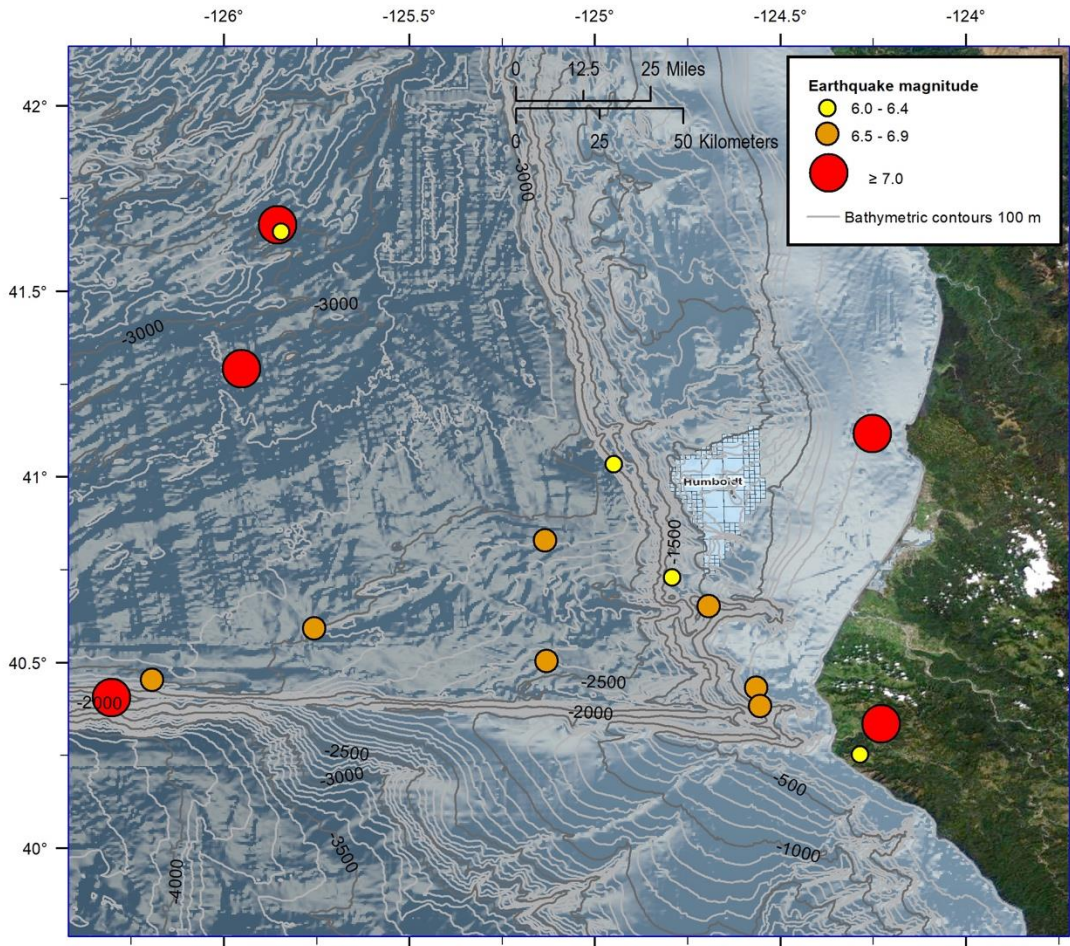 -126° -125.5° -125° -124.5° -124°
42°
41.5°
41°
40.5°
40°
0 12.5 25 Miles
0 25 50 Kilometers
Earthquake magnitude
6.0 - 6.4
6.5 - 6.9
≥ 7.0
Bathymetric contours 100 m
-3000
-3000
-3000
Humboldt
-1500
-2500
-2000
-2000
-2500
-3000
-3500
-4000
-500
-1000